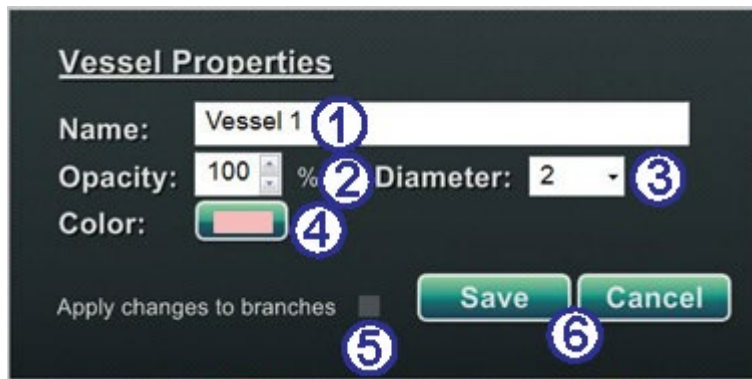 Vessel Properties
Name: Vessel 1 1
Opacity: 100 % 2 Diameter: 2 3
Color: 4
Apply changes to branches 5 Save Cancel 6